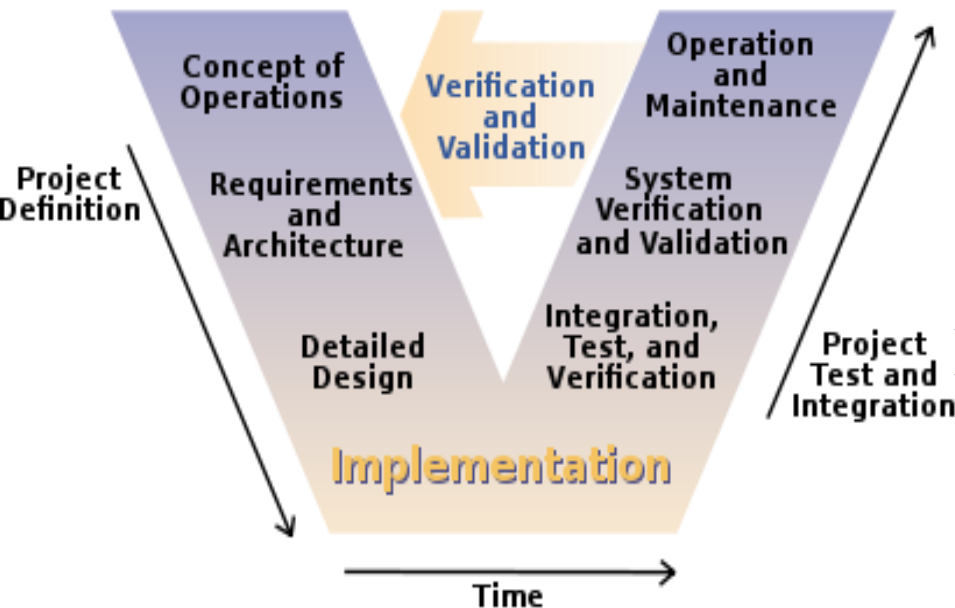 Concept of
Operations
Verification
and
Validation
Operation
and
Maintenance
Project
Definition
Requirements
and
Architecture
System
Verification
and Validation
Detailed
Design
Integration,
Test, and
Verification
Project
Test and
Integration
Implementation
Time